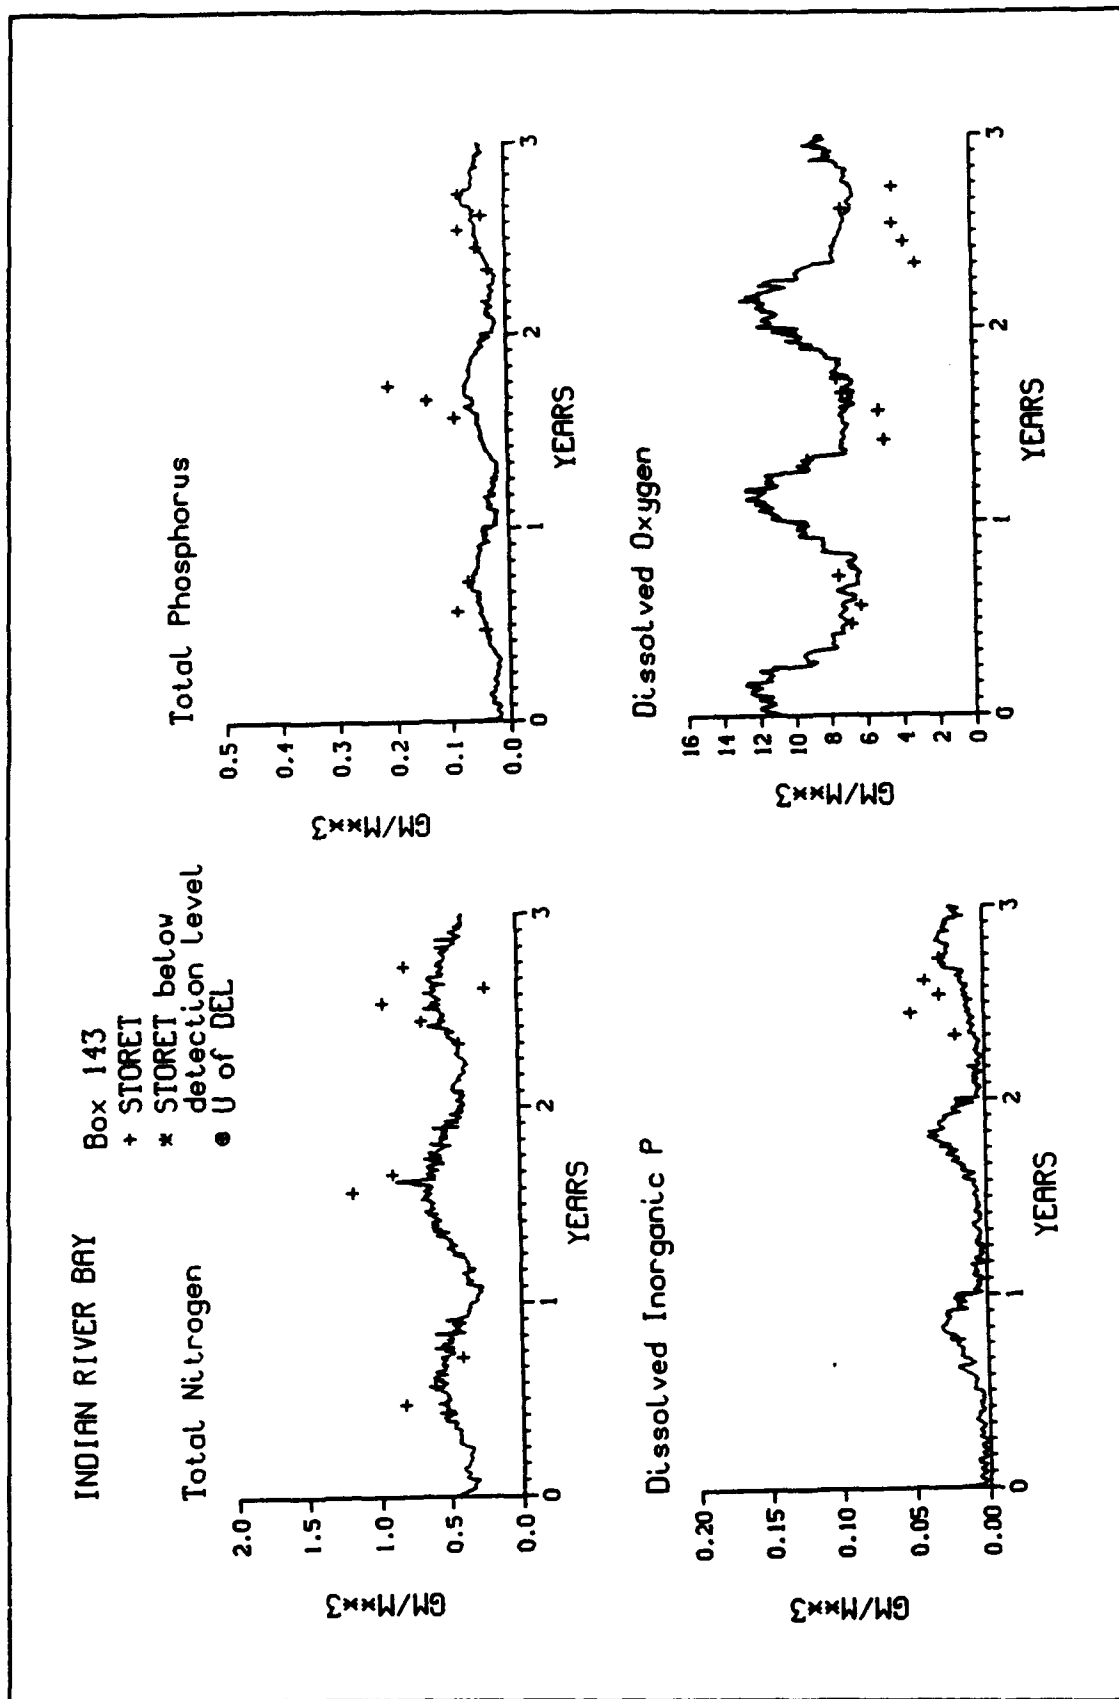 INDIAN RIVER BAY
Box 143
+ STORET
* STORET below
detection level
● U of DEL
Total Nitrogen
GM/M**3
2.0
1.5
1.0
0.5
0.0
0 1 2 3
YEARS
Total Phosphorus
GM/M**3
0.5
0.4
0.3
0.2
0.1
0.0
0 1 2 3
YEARS
Dissolved Inorganic P
GM/M**3
0.20
0.15
0.10
0.05
0.00
0 1 2 3
YEARS
Dissolved Oxygen
GM/M**3
16
14
12
10
8
6
4
2
0
0 1 2 3
YEARS